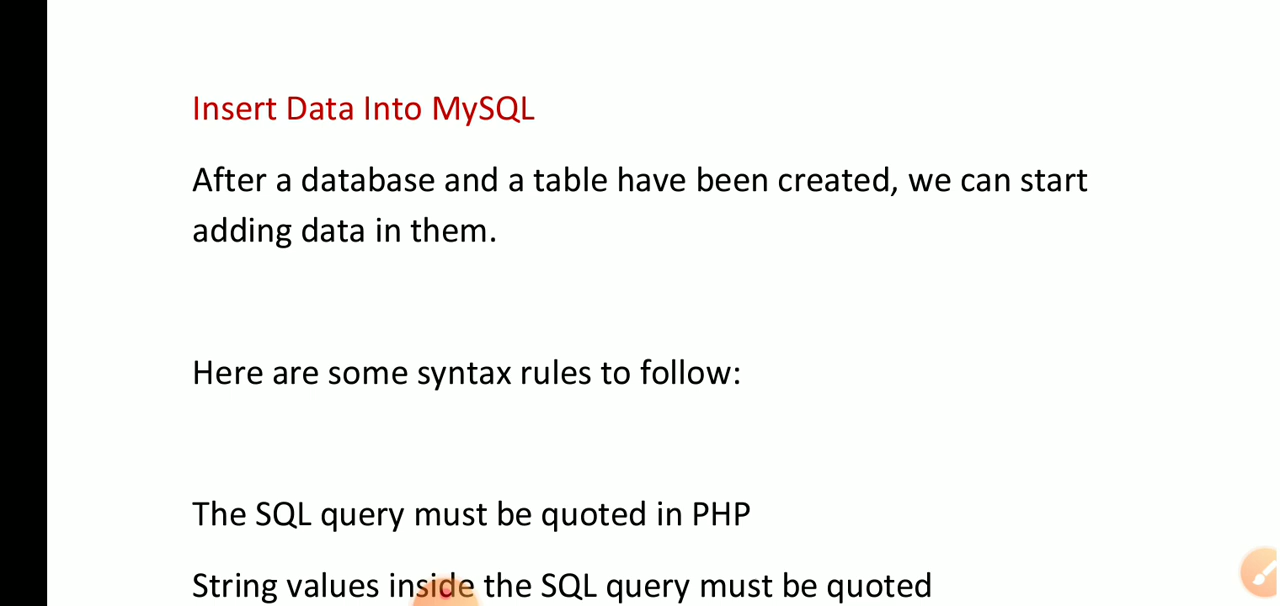 Insert Data Into MySQL
After a database and a table have been created, we can start
adding data in them.
Here are some syntax rules to follow:
The SQL query must be quoted in PHP
String values inside the SQL query must be quoted